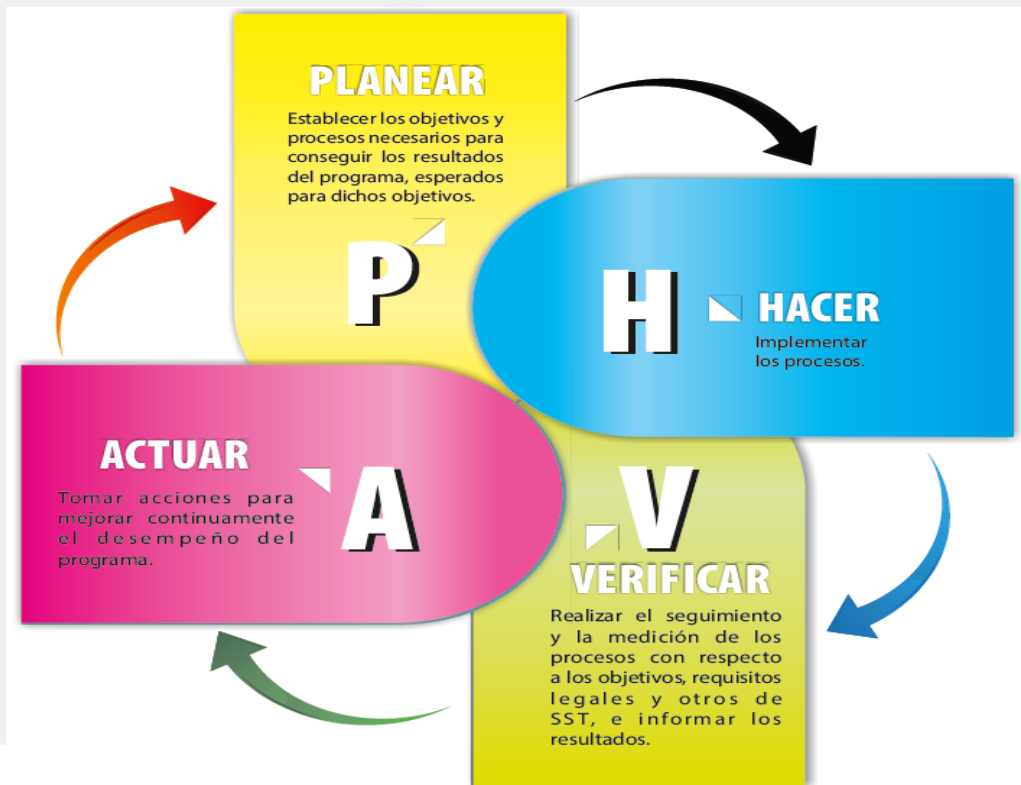 PLANEAR
Establecer los objetivos y
procesos necesarios para
conseguir los resultados
del programa, esperados
para dichos objetivos.
P
H
HACER
Implementar
los procesos.
ACTUAR
Tomar acciones para
mejorar continuamente
el desempeño del
programa.
A
V
VERIFICAR
Realizar el seguimiento
y la medición de los
procesos con respecto
a los objetivos, requisitos
legales y otros de
SST, e informar los
resultados.